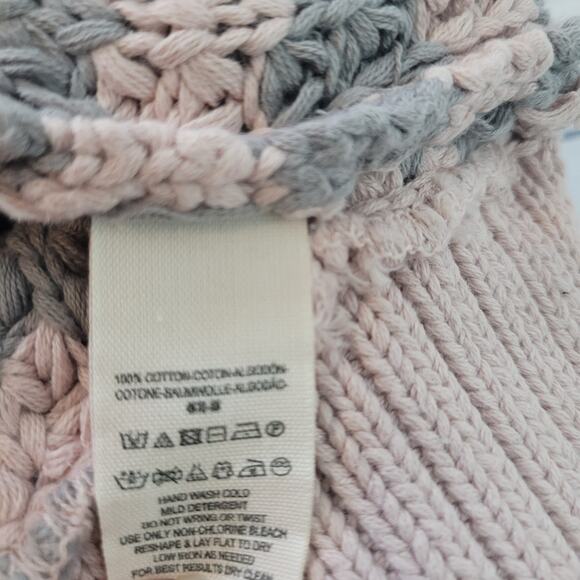 100% COTTON-COTON-ALGODÓN-
COTONE-BAUMWOLLE-ALGODÃO-
HAND WASH COLD
MILD DETERGENT
DO NOT WRING OR TWIST
USE ONLY NON-CHLORINE BLEACH
RESHAPE & LAY FLAT TO DRY
LOW IRON AS NEEDED
FOR BEST RESULTS DRY CLEAN